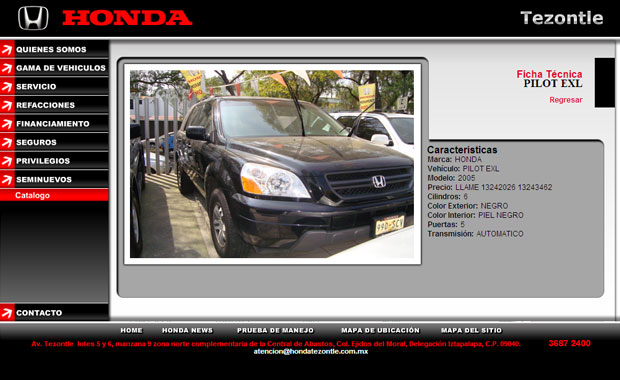 HONDA
Tezontle
QUIENES SOMOS
GAMA DE VEHICULOS
SERVICIO
REFACCIONES
FINANCIAMIENTO
SEGUROS
PRIVILEGIOS
SEMINUEVOS
Catalogo
CONTACTO
Ficha Técnica
PILOT EXL
Regresar
Características
Marca: HONDA
Vehículo: PILOT EXL
Modelo: 2005
Precio: LLAME 13242026 13243462
Cilindros: 6
Color Exterior: NEGRO
Color Interior: PIEL NEGRO
Puertas: 5
Transmisión: AUTOMATICO
HOME HONDA NEWS PRUEBA DE MANEJO MAPA DE UBICACIÓN MAPA DEL SITIO
Av. Tezontle lotes 5 y 6, manzana 9 zona norte complementaria de la Central de Abastos, Col. Ejidos del Moral, Delegación Iztapalapa, C.P. 09040. 3687 2400
atencion@hondatezontle.com.mx